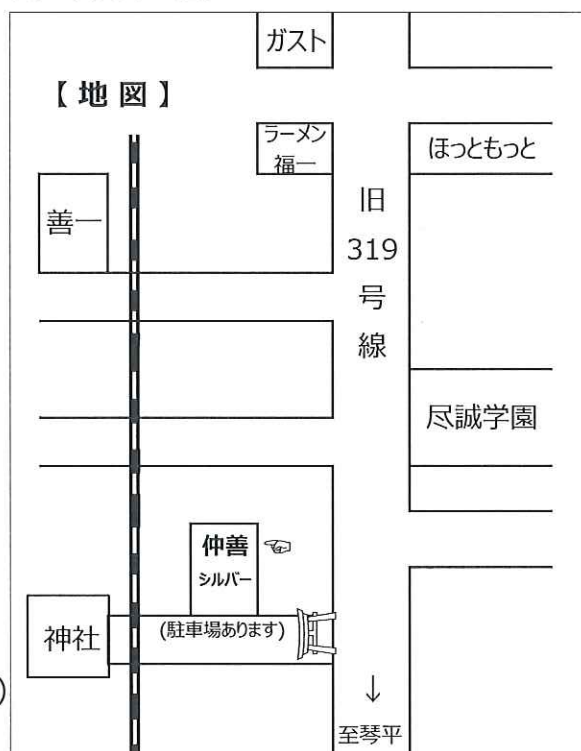 ガスト
【地図】
ラーメン
福一
ほっともっと
善一
旧
319
号
線
尽誠学園
仲善
シルバー
神社
(駐車場あります)
↓
至琴平
)